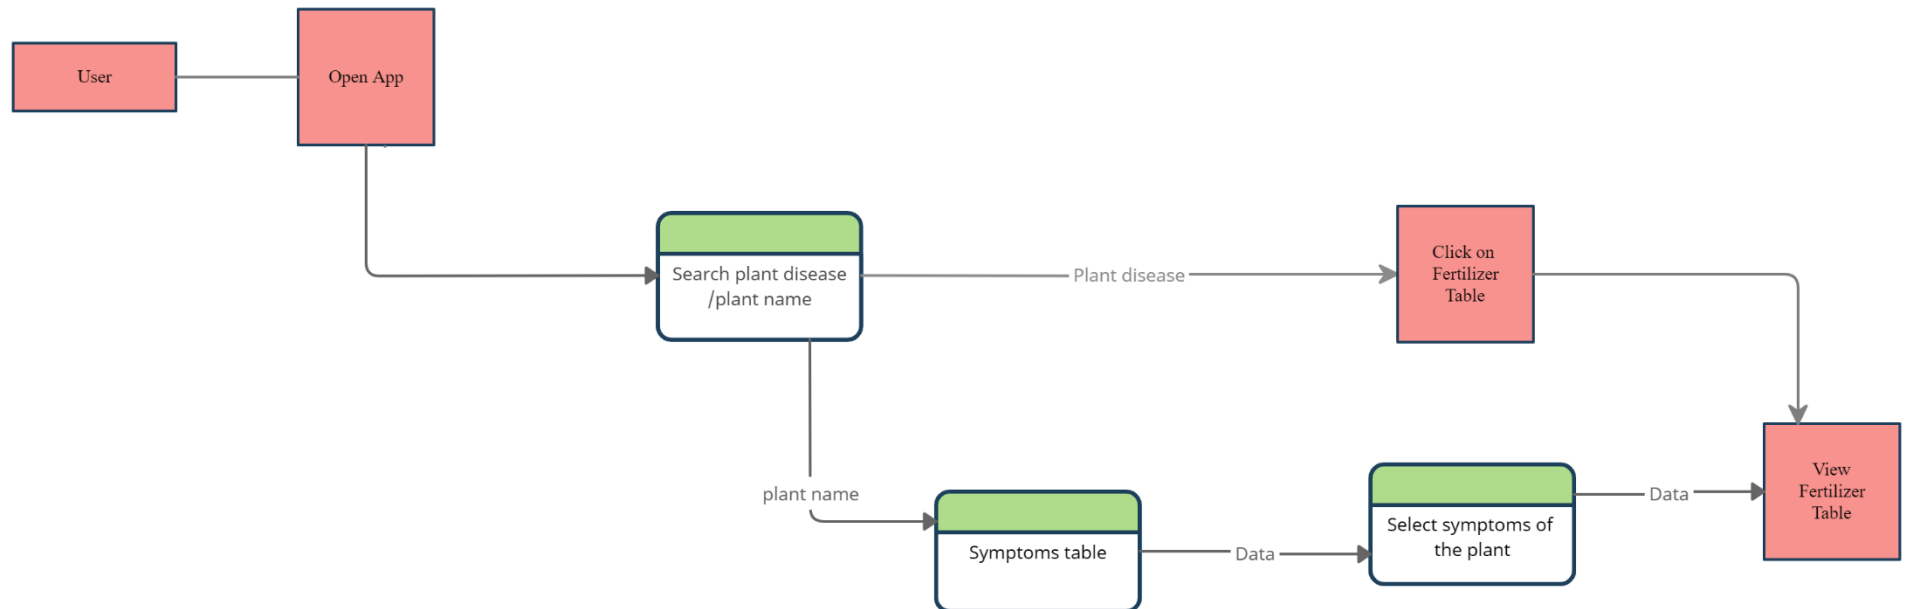 User
Open App
Search plant disease
/plant name
Plant disease
Click on
Fertilizer
Table
plant name
Symptoms table
Data
Select symptoms of
the plant
Data
View
Fertilizer
Table